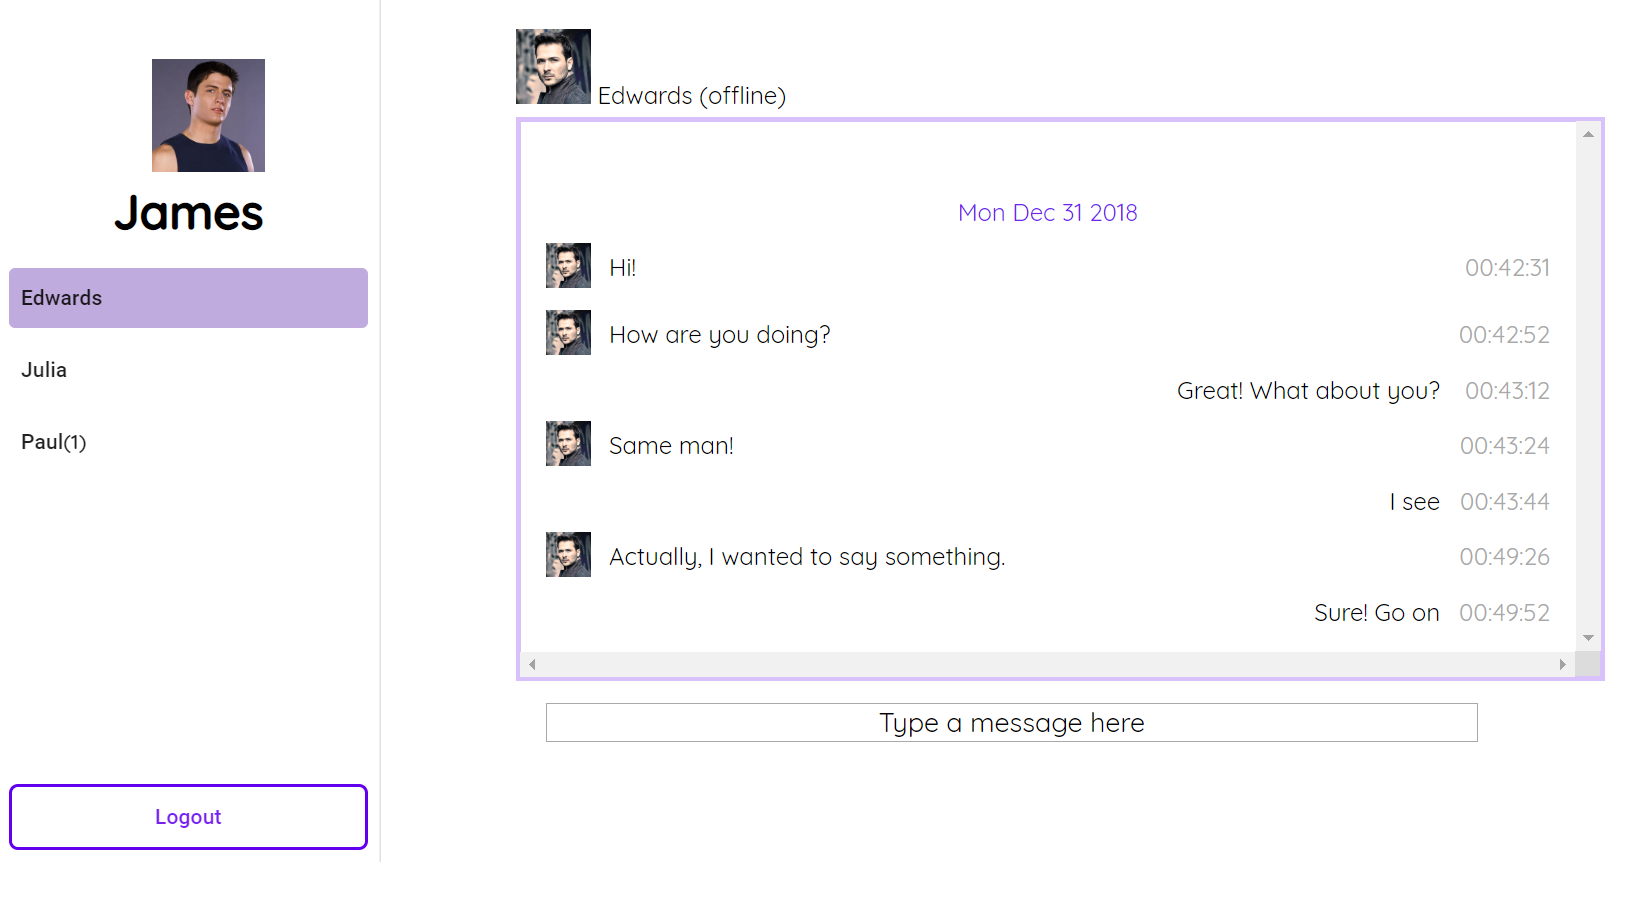 James
Edwards
Julia
Paul(1)
Logout
Edwards (offline)
Mon Dec 31 2018
Hi! 00:42:31
How are you doing? 00:42:52
Great! What about you? 00:43:12
Same man! 00:43:24
I see 00:43:44
Actually, I wanted to say something. 00:49:26
Sure! Go on 00:49:52
Type a message here